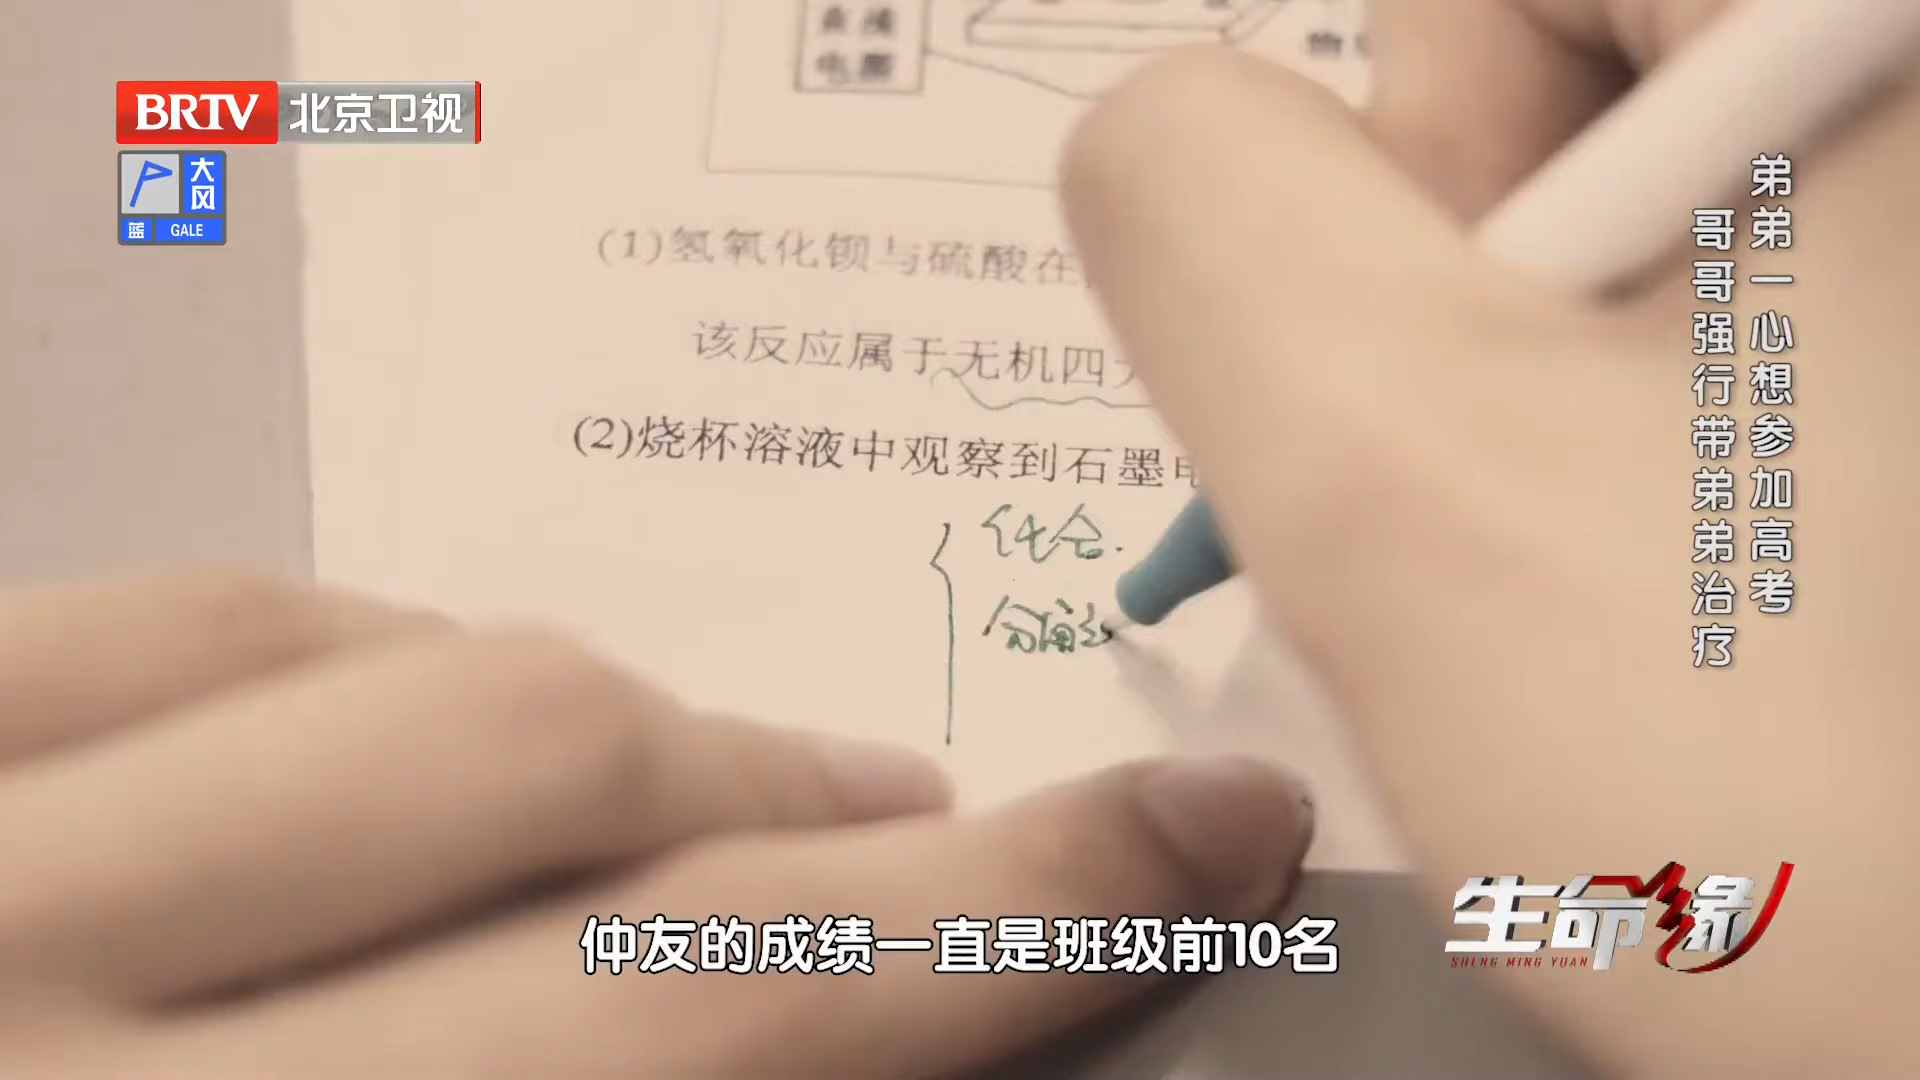 BRTV 北京卫视
大风
蓝 GALE
(1)氢氧化钡与硫酸在
该反应属于无机四大
(2)烧杯溶液中观察到石墨电
化合.
分解
弟弟一心想参加高考
哥哥强行带弟弟治疗
仲友的成绩一直是班级前10名
生命缘
SHENG MING YUAN